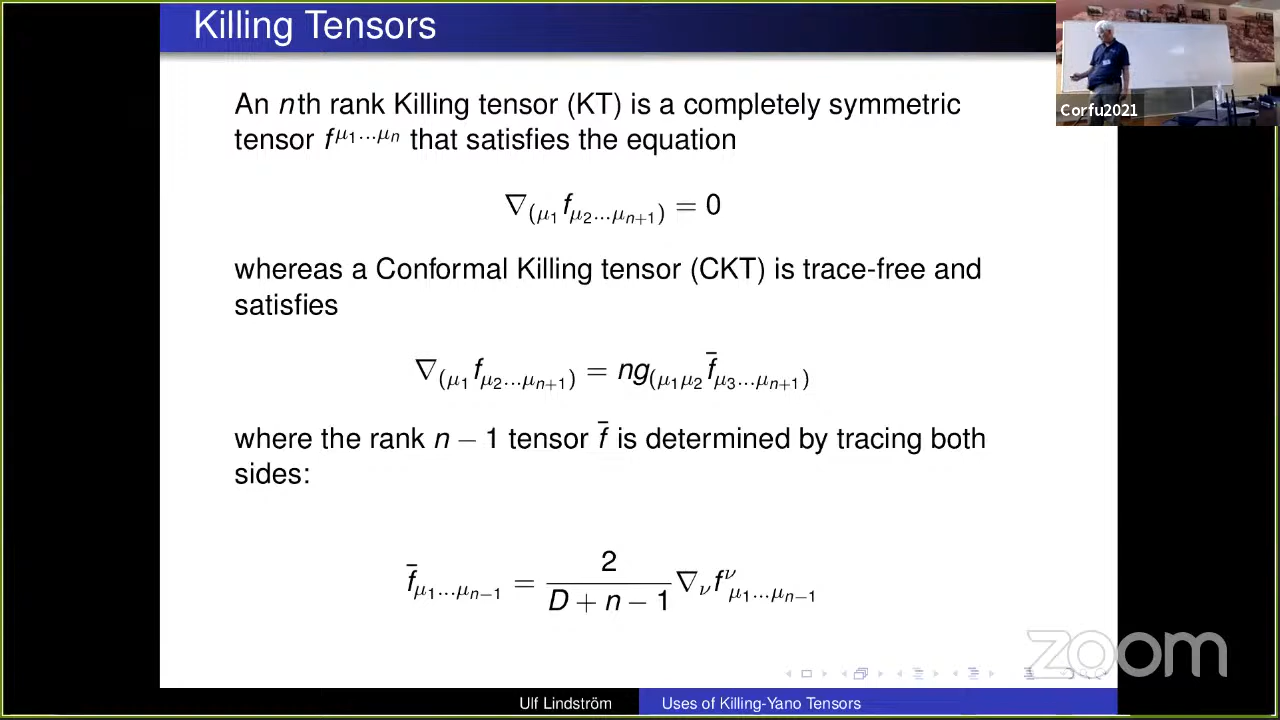 Killing Tensors
An nth rank Killing tensor (KT) is a completely symmetric
tensor f^{μ₁…μₙ} that satisfies the equation
∇_{(μ₁} f_{μ₂…μₙ₊₁)} = 0
whereas a Conformal Killing tensor (CKT) is trace-free and
satisfies
∇_{(μ₁} f_{μ₂…μₙ₊₁)} = n g_{(μ₁μ₂} f̄_{μ₃…μₙ₊₁)}
where the rank n − 1 tensor f̄ is determined by tracing both
sides:
f̄_{μ₁…μₙ₋₁} = \frac{2}{D + n − 1} ∇_ν f^ν_{μ₁…μₙ₋₁}
Ulf Lindström Uses of Killing-Yano Tensors
Corfu2021
zoom